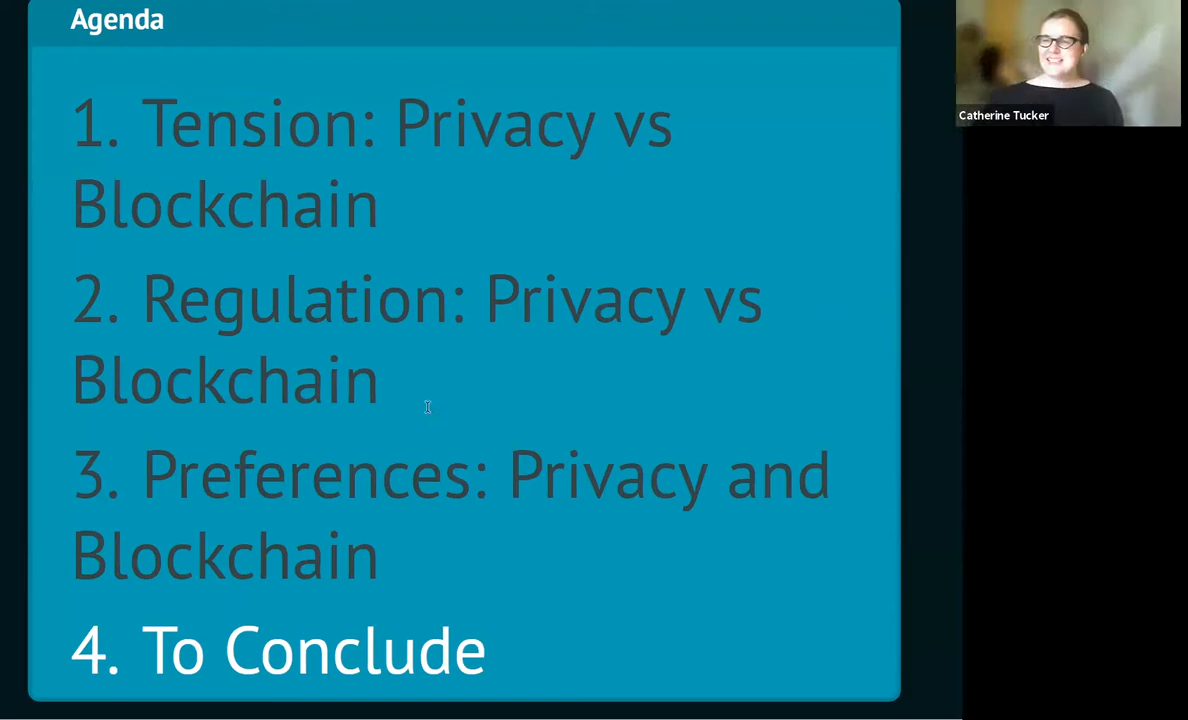 Agenda
1. Tension: Privacy vs
Blockchain
2. Regulation: Privacy vs
Blockchain
3. Preferences: Privacy and
Blockchain
4. To Conclude
Catherine Tucker